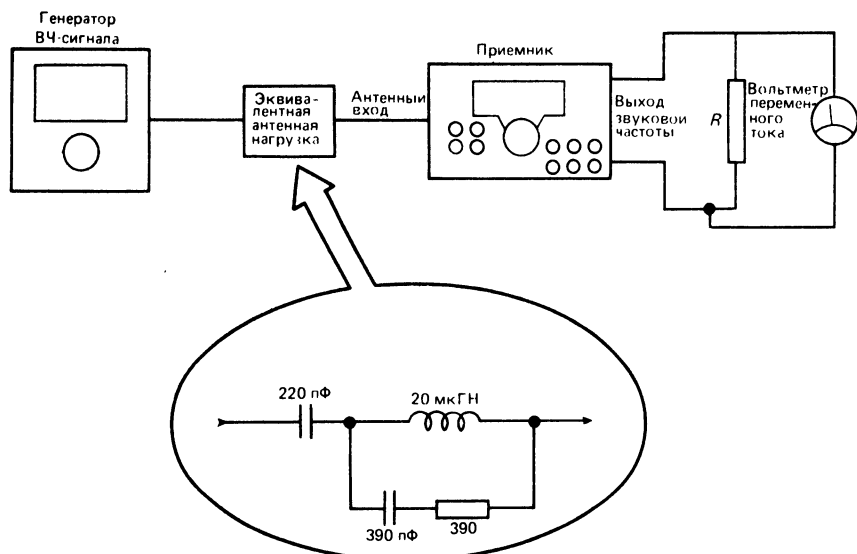 Генератор
ВЧ-сигнала
Эквива-
лентная
антенная
нагрузка
Антенный
вход
Приемник
Выход
звуковой
частоты
R
Вольтметр
перемен-
ного
тока
220 пФ
20 мкГН
390 пФ
390